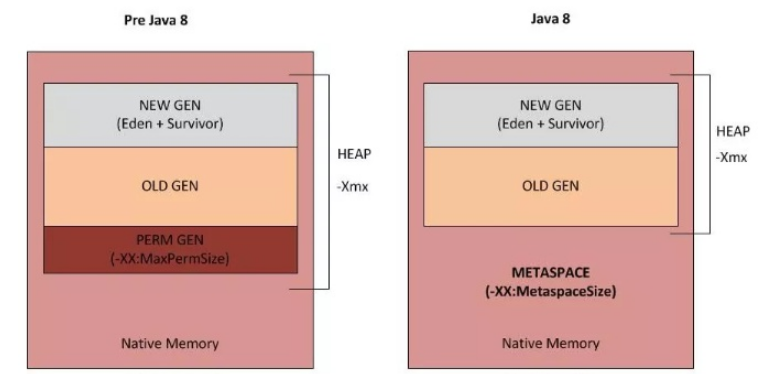 Pre Java 8
NEW GEN
(Eden + Survivor)
OLD GEN
PERM GEN
(-XX:MaxPermSize)
Native Memory
HEAP
-Xmx
Java 8
NEW GEN
(Eden + Survivor)
OLD GEN
METASPACE
(-XX:MetaspaceSize)
Native Memory
HEAP
-Xmx